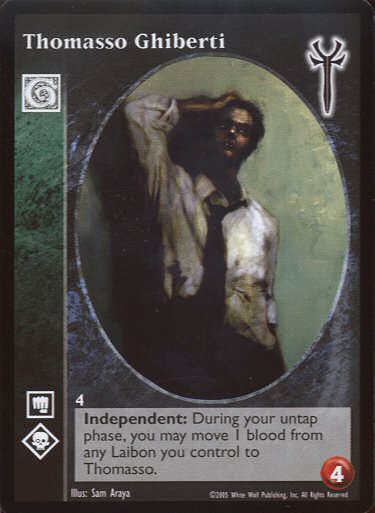 Thomasso Ghiberti
4
Independent: During your untap
phase, you may move 1 blood from
any Laibon you control to
Thomasso.
4
Illus: Sam Araya
©2005 White Wolf Publishing, Inc. All Rights Reserved